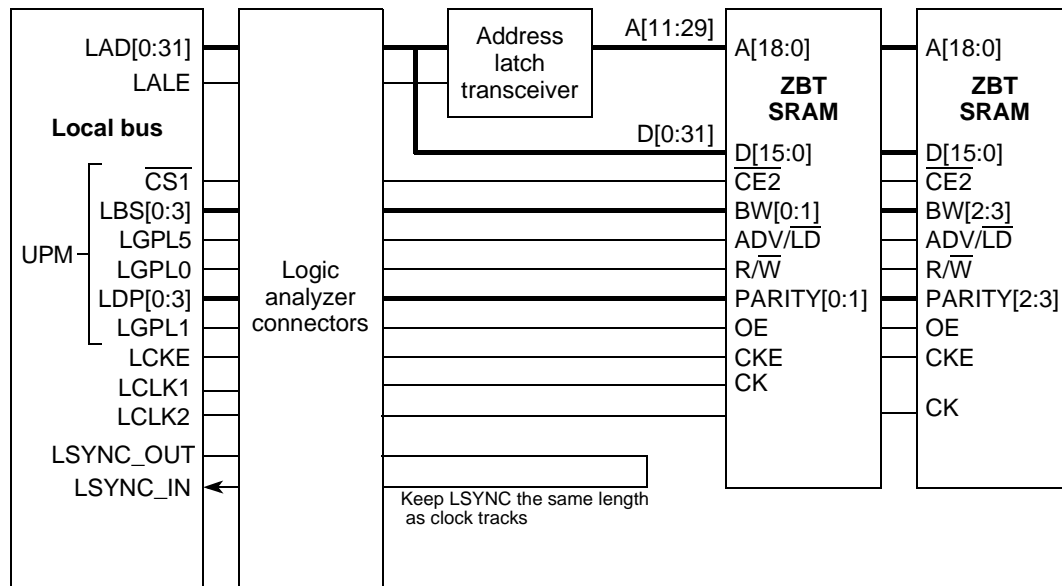 LAD[0:31]
LALE
Local bus
UPM
CS1
LBS[0:3]
LGPL5
LGPL0
LDP[0:3]
LGPL1
LCKE
LCLK1
LCLK2
LSYNC_OUT
LSYNC_IN
Logic
analyzer
connectors
Address
latch
transceiver
A[11:29]
D[0:31]
A[18:0]
ZBT
SRAM
D[15:0]
CE2
BW[0:1]
ADV/LD
R/W
PARITY[0:1]
OE
CKE
CK
A[18:0]
ZBT
SRAM
D[15:0]
CE2
BW[2:3]
ADV/LD
R/W
PARITY[2:3]
OE
CKE
CK
Keep LSYNC the same length
as clock tracks